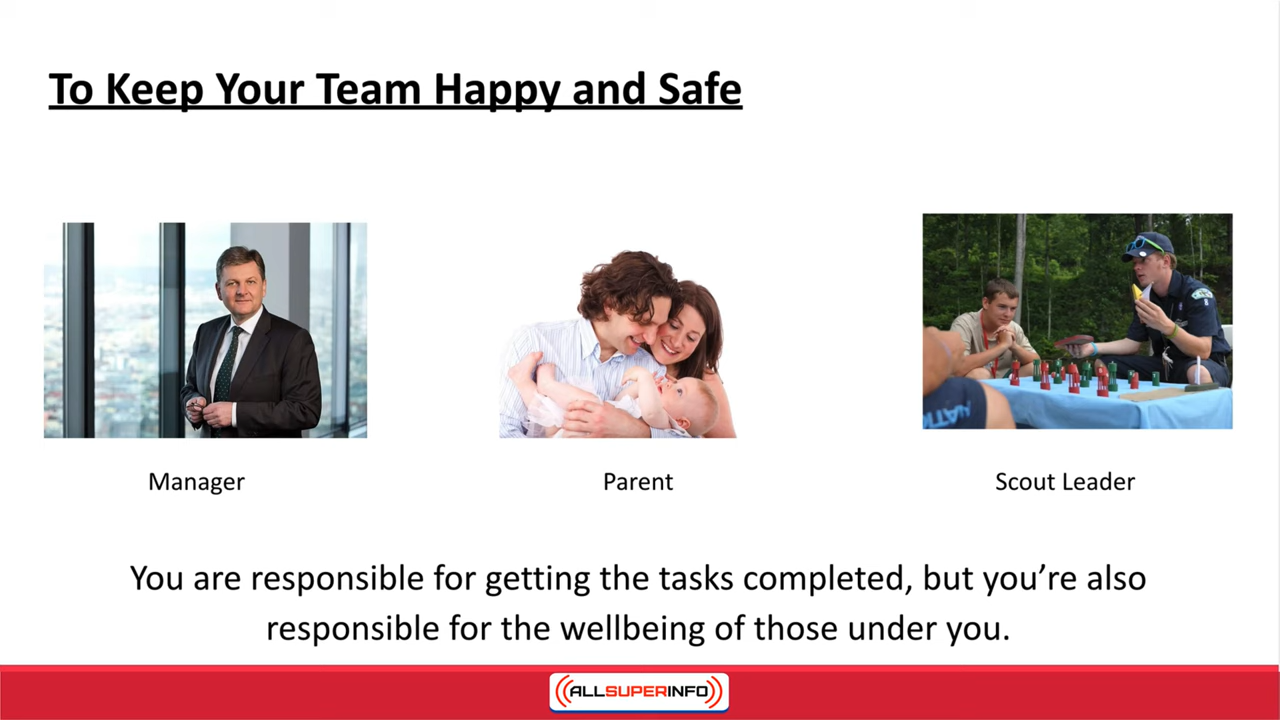 To Keep Your Team Happy and Safe
Manager
Parent
Scout Leader
You are responsible for getting the tasks completed, but you’re also
responsible for the wellbeing of those under you.
ALLSUPERINFO